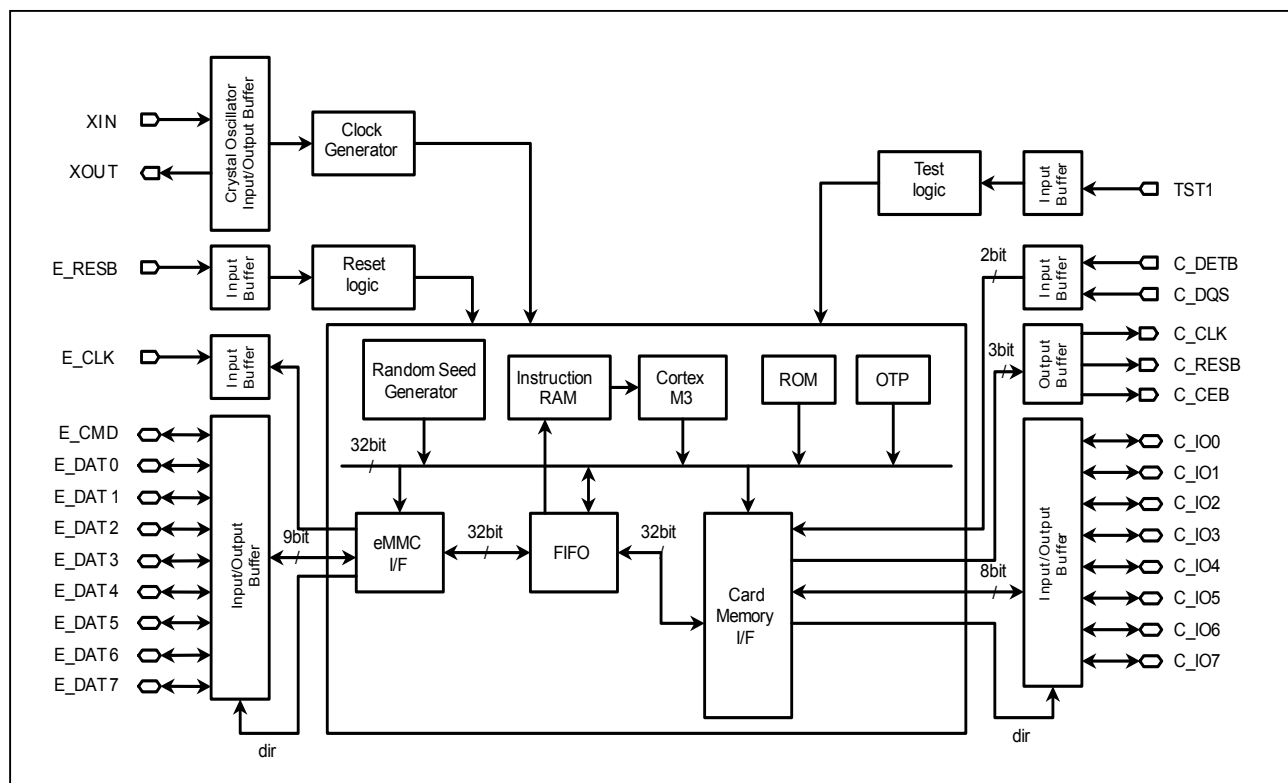 XIN
XOUT
Crystal Oscillator
Input/Output Buffer
Clock
Generator
Test
logic
Input
Buffer
TST1
E_RESB
Input
Buffer
Reset
logic
2bit
Input
Buffer
C_DETB
C_DQS
E_CLK
Input
Buffer
3bit
Output
Buffer
C_CLK
C_RESB
C_CEB
Random Seed
Generator
Instruction
RAM
Cortex
M3
ROM
OTP
32bit
E_CMD
E_DAT0
E_DAT1
E_DAT2
E_DAT3
E_DAT4
E_DAT5
E_DAT6
E_DAT7
Input/Output
Buffer
9bit
eMMC
I/F
32bit
FIFO
32bit
Card
Memory
I/F
8bit
Input/Output
Buffer
C_IO0
C_IO1
C_IO2
C_IO3
C_IO4
C_IO5
C_IO6
C_IO7
dir
dir